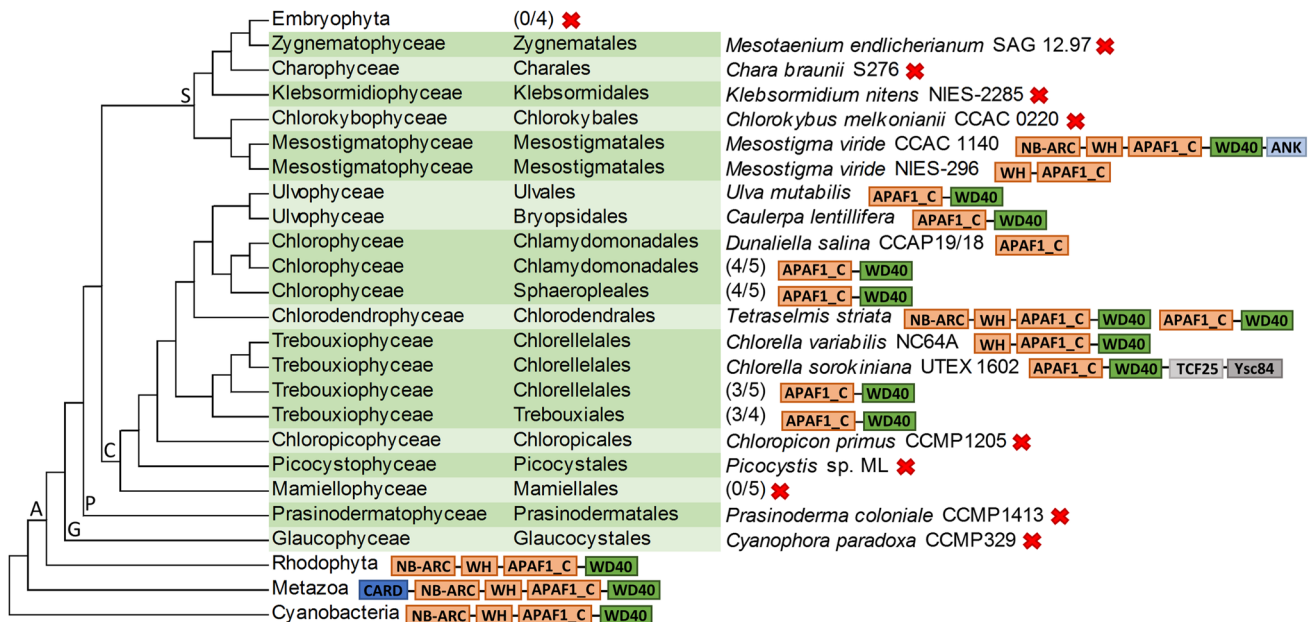 Embryophyta (0/4)
Zygnematophyceae Zygnematales Mesotaenium endlicherianum SAG 12.97
Charophyceae Charales Chara braunii S276
S Klebsormidiophyceae Klebsormidales Klebsormidium nitens NIES-2285
Chlorokybophyceae Chlorokybales Chlorokybus melkonianii CCAC 0220
Mesostigmatophyceae Mesostigmatales Mesostigma viride CCAC 1140 NB-ARC WH APAF1_C WD40 ANK
Mesostigmatophyceae Mesostigmatales Mesostigma viride NIES-296 WH APAF1_C
Ulvophyceae Ulvales Ulva mutabilis APAF1_C WD40
Ulvophyceae Bryopsidales Caulerpa lentillifera APAF1_C WD40
Chlorophyceae Chlamydomonadales Dunaliella salina CCAP19/18 APAF1_C
Chlorophyceae Chlamydomonadales (4/5) APAF1_C WD40
Chlorophyceae Sphaeropleales (4/5) APAF1_C WD40
Chlorodendrophyceae Chlorodendrales Tetraselmis striata NB-ARC WH APAF1_C WD40 APAF1_C WD40
Trebouxiophyceae Chlorellelales Chlorella variabilis NC64A WH APAF1_C WD40
Trebouxiophyceae Chlorellelales Chlorella sorokiniana UTEX 1602 APAF1_C WD40 TCF25 Ysc84
Trebouxiophyceae Chlorellelales (3/5) APAF1_C WD40
Trebouxiophyceae Trebouxiales (3/4) APAF1_C WD40
C Chloropicophyceae Chloropicales Chloropicon primus CCMP1205
Picocystophyceae Picocystales Picocystis sp. ML
Mamiellophyceae Mamiellales (0/5)
A P Prasinodermatophyceae Prasinodermatales Prasinoderma coloniale CCMP1413
G Glaucophyceae Glaucocystales Cyanophora paradoxa CCMP329
Rhodophyta NB-ARC WH APAF1_C WD40
Metazoa CARD NB-ARC WH APAF1_C WD40
Cyanobacteria NB-ARC WH APAF1_C WD40